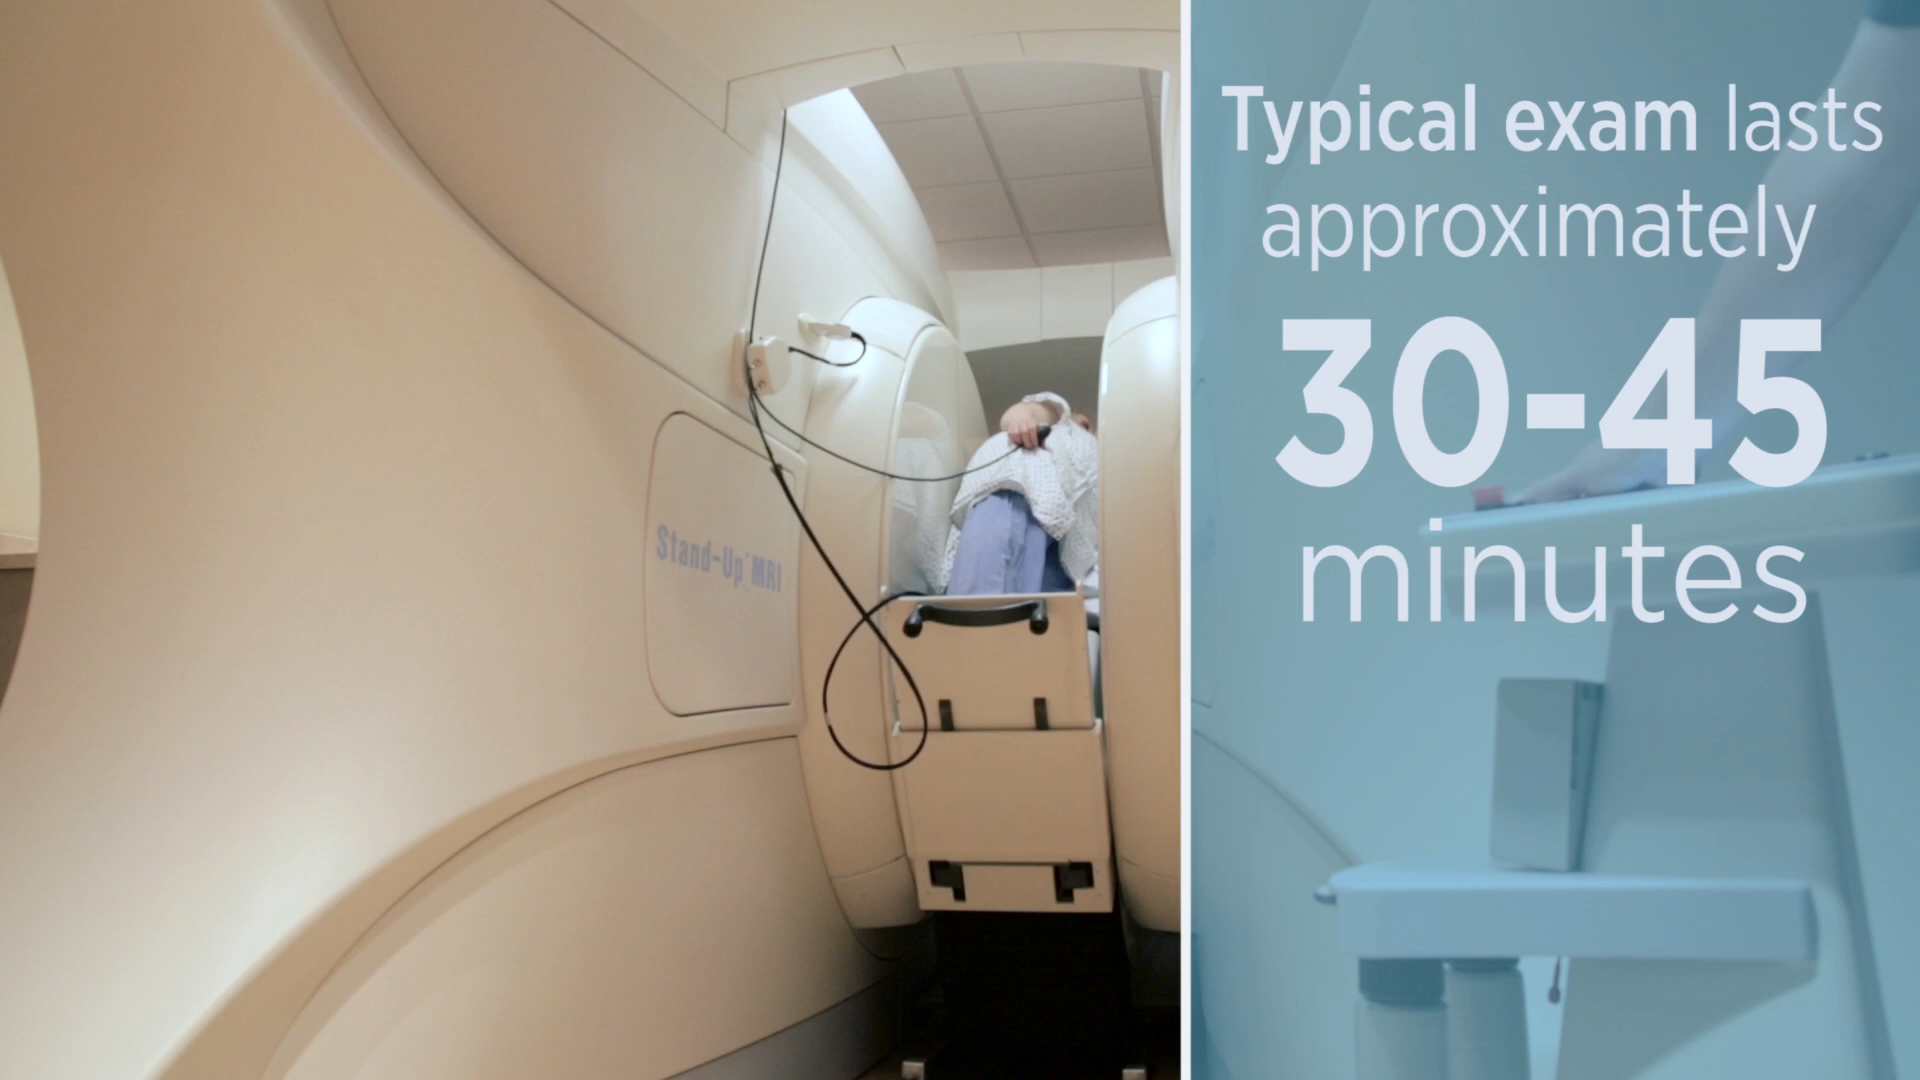 Stand-Up MRI
Typical exam lasts
approximately
30-45
minutes